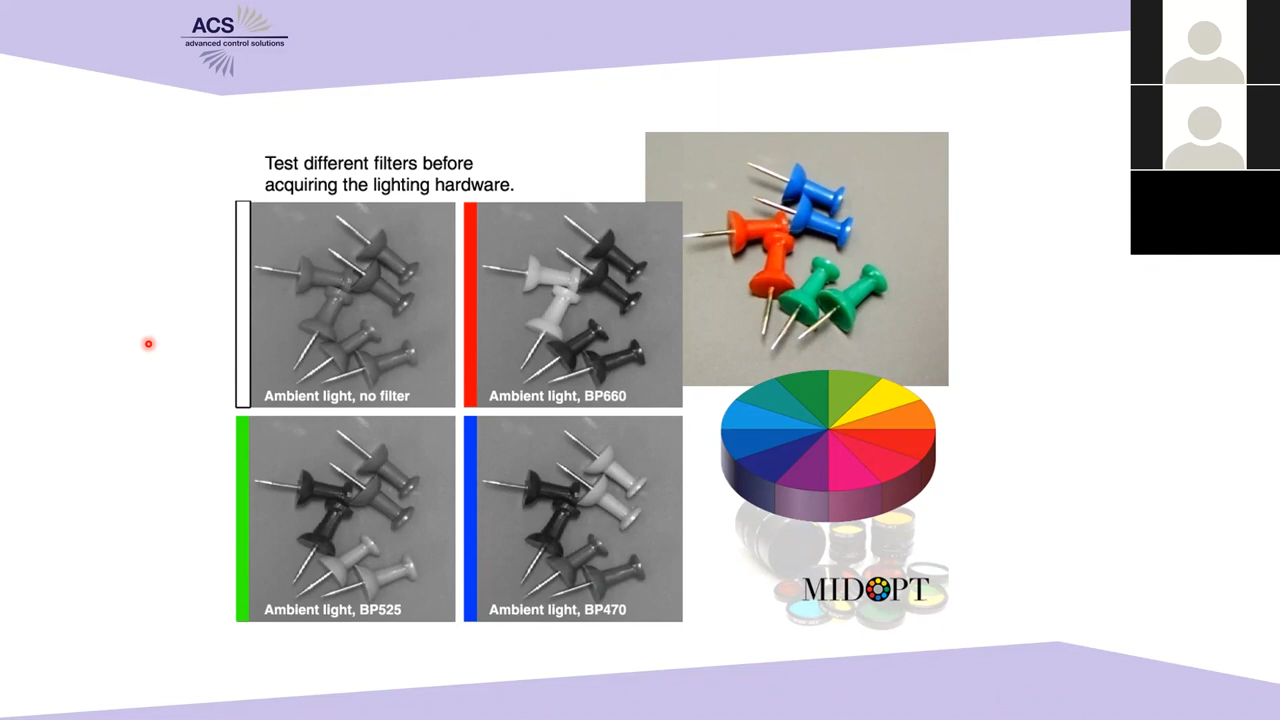 ACS
advanced control solutions
Test different filters before
acquiring the lighting hardware.
Ambient light, no filter
Ambient light, BP660
Ambient light, BP525
Ambient light, BP470
MIDOPT